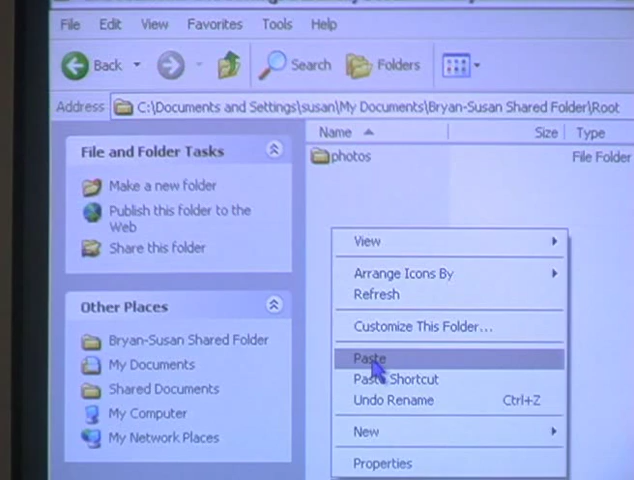 File Edit View Favorites Tools Help
Back Search Folders
Address C:\Documents and Settings\susan\My Documents\Bryan-Susan Shared Folder\Root
Name Size Type
photos File Folder
File and Folder Tasks
Make a new folder
Publish this folder to the
Web
Share this folder
Other Places
Bryan-Susan Shared Folder
My Documents
Shared Documents
My Computer
My Network Places
View
Arrange Icons By
Refresh
Customize This Folder...
Paste
Paste Shortcut
Undo Rename Ctrl+Z
New
Properties